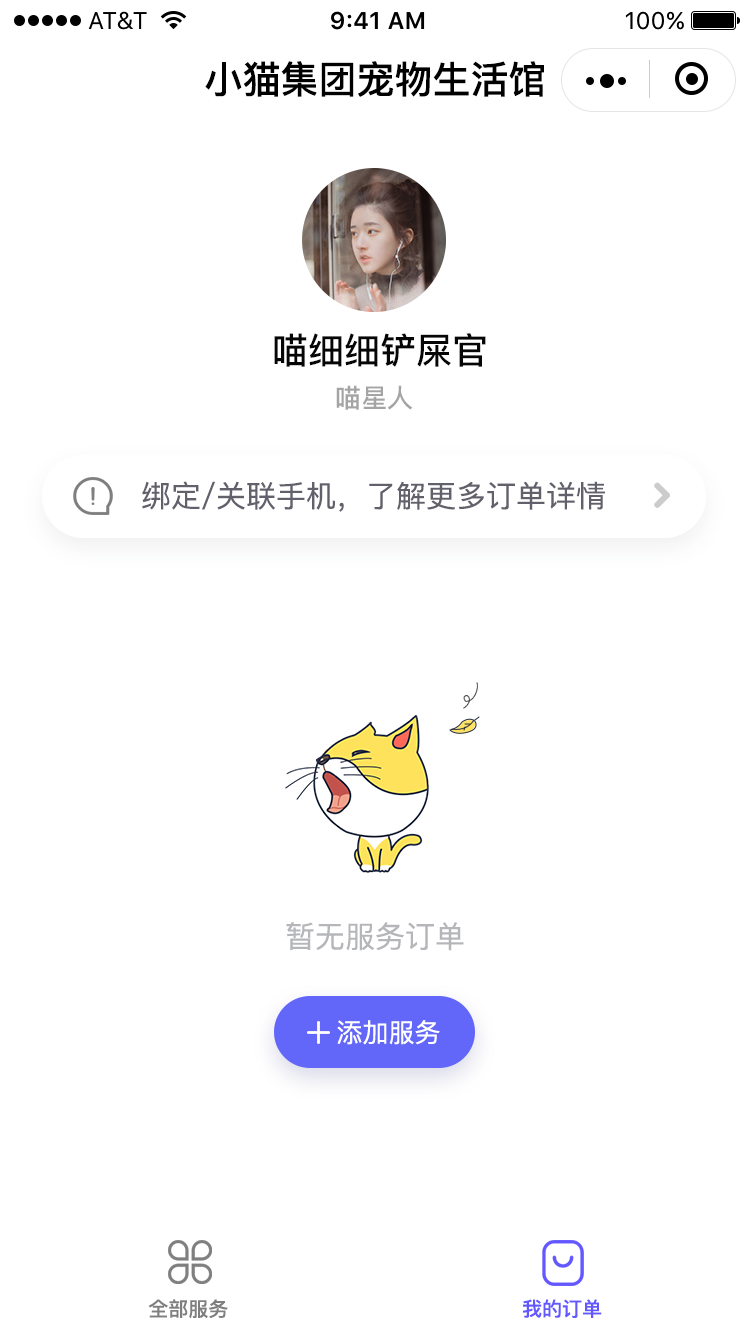 AT&T 9:41 AM 100%
小猫集团宠物生活馆
喵细细铲屎官
喵星人
绑定/关联手机，了解更多订单详情
暂无服务订单
+ 添加服务
全部服务 我的订单